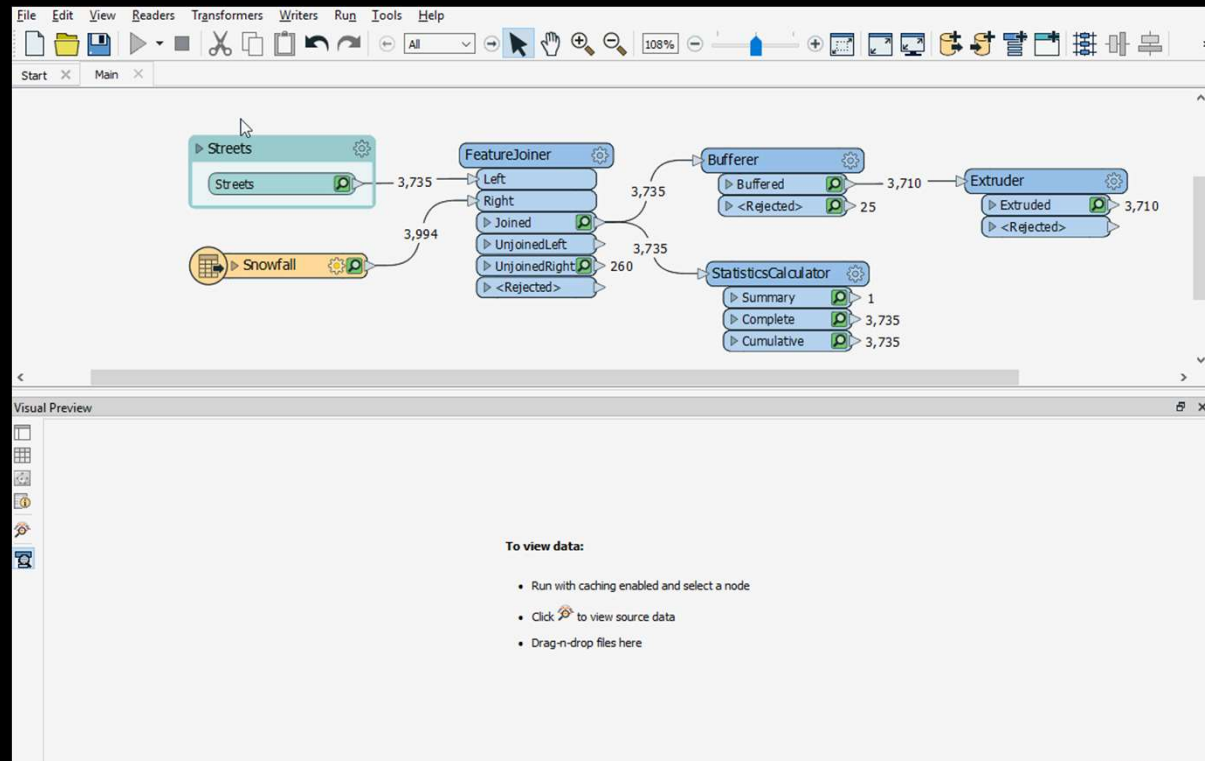 File Edit View Readers Transformers Writers Run Tools Help
All 108%
Start Main
Streets
Streets
3,735
Snowfall
3,994
FeatureJoiner
Left
Right
Joined
UnjoinedLeft
UnjoinedRight 260
<Rejected>
3,735
3,735
Bufferer
Buffered 3,710
<Rejected> 25
Extruder
Extruded 3,710
<Rejected>
StatisticsCalculator
Summary 1
Complete 3,735
Cumulative 3,735
Visual Preview
To view data:
• Run with caching enabled and select a node
• Click to view source data
• Drag-n-drop files here